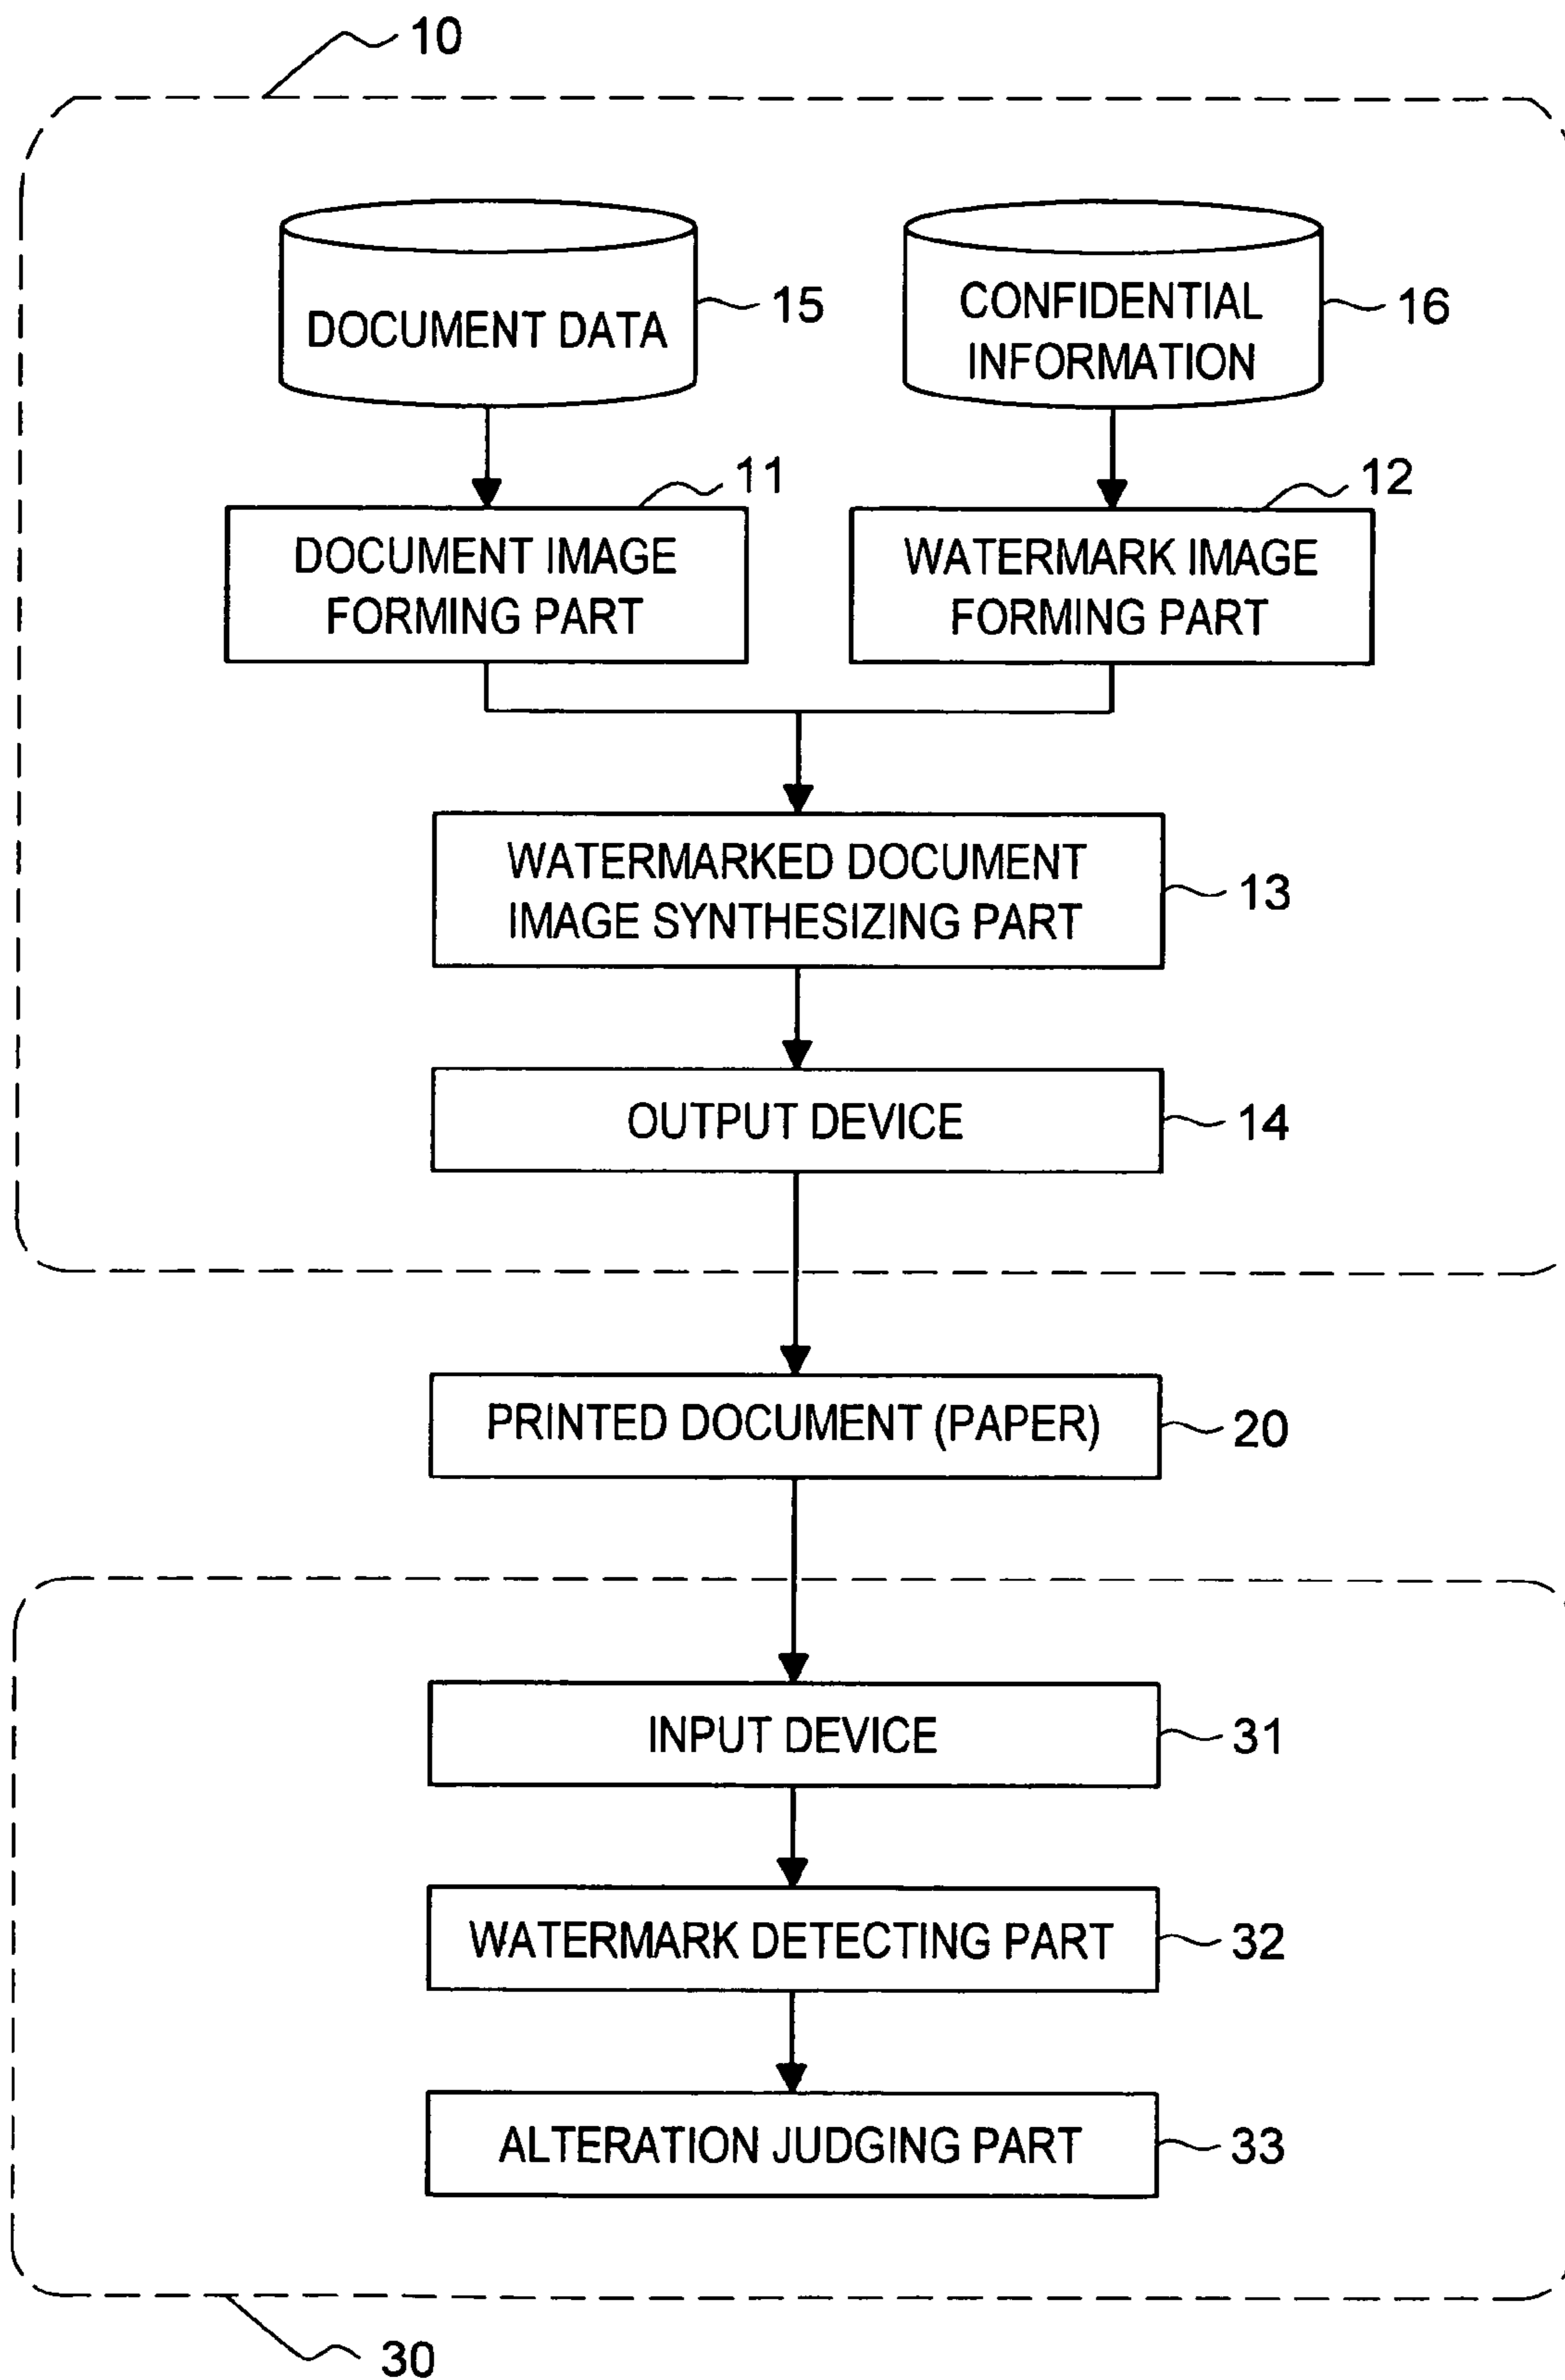 10
DOCUMENT DATA
15
CONFIDENTIAL
INFORMATION
16
11
DOCUMENT IMAGE
FORMING PART
12
WATERMARK IMAGE
FORMING PART
WATERMARKED DOCUMENT
IMAGE SYNTHESIZING PART
13
OUTPUT DEVICE
14
PRINTED DOCUMENT (PAPER)
20
INPUT DEVICE
31
WATERMARK DETECTING PART
32
ALTERATION JUDGING PART
33
30